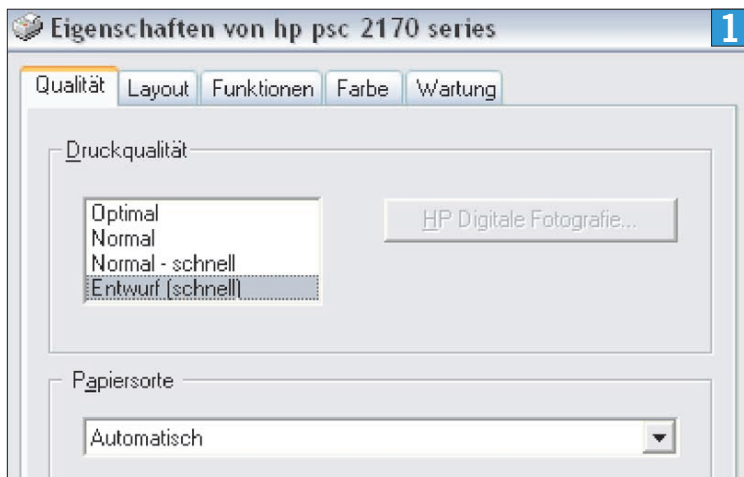 Eigenschaften von hp psc 2170 series 1
Qualität Layout Funktionen Farbe Wartung
Druckqualität
Optimal
Normal
Normal - schnell
Entwurf (schnell)
HP Digitale Fotografie...
Papiersorte
Automatisch